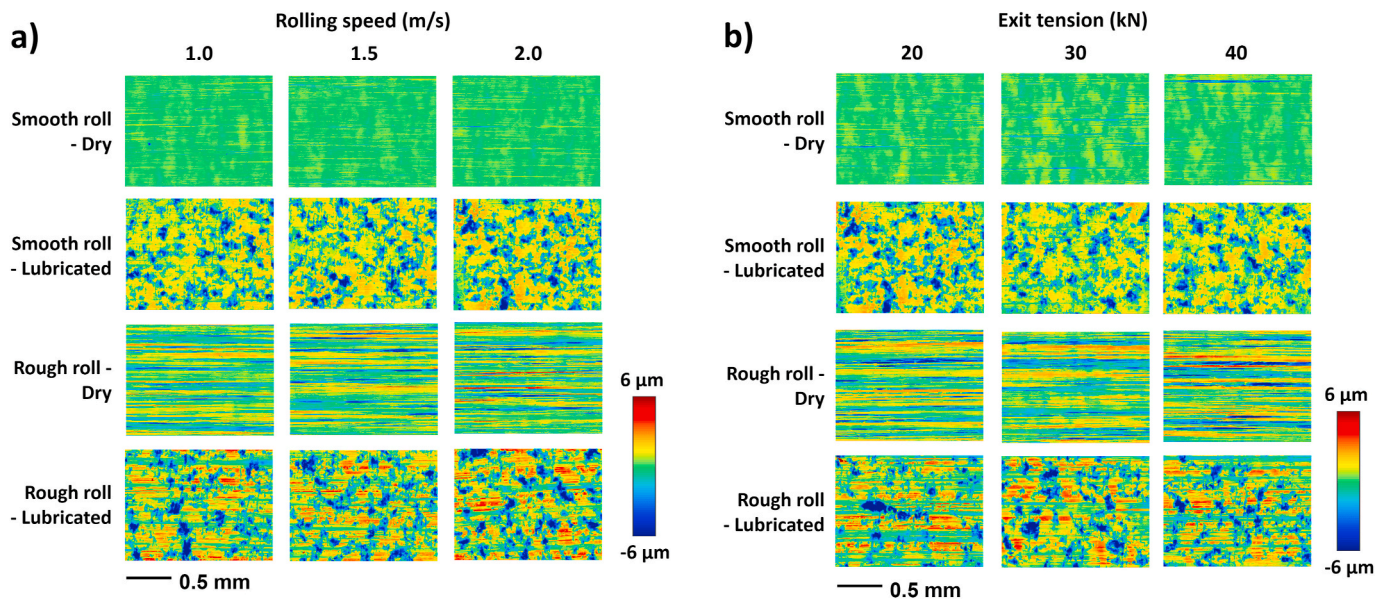 a)
Rolling speed (m/s)
1.0 1.5 2.0
Smooth roll
- Dry
Smooth roll
- Lubricated
Rough roll -
Dry
Rough roll
- Lubricated
6 µm
-6 µm
0.5 mm
b)
Exit tension (kN)
20 30 40
Smooth roll
- Dry
Smooth roll
- Lubricated
Rough roll -
Dry
Rough roll
- Lubricated
6 µm
-6 µm
0.5 mm